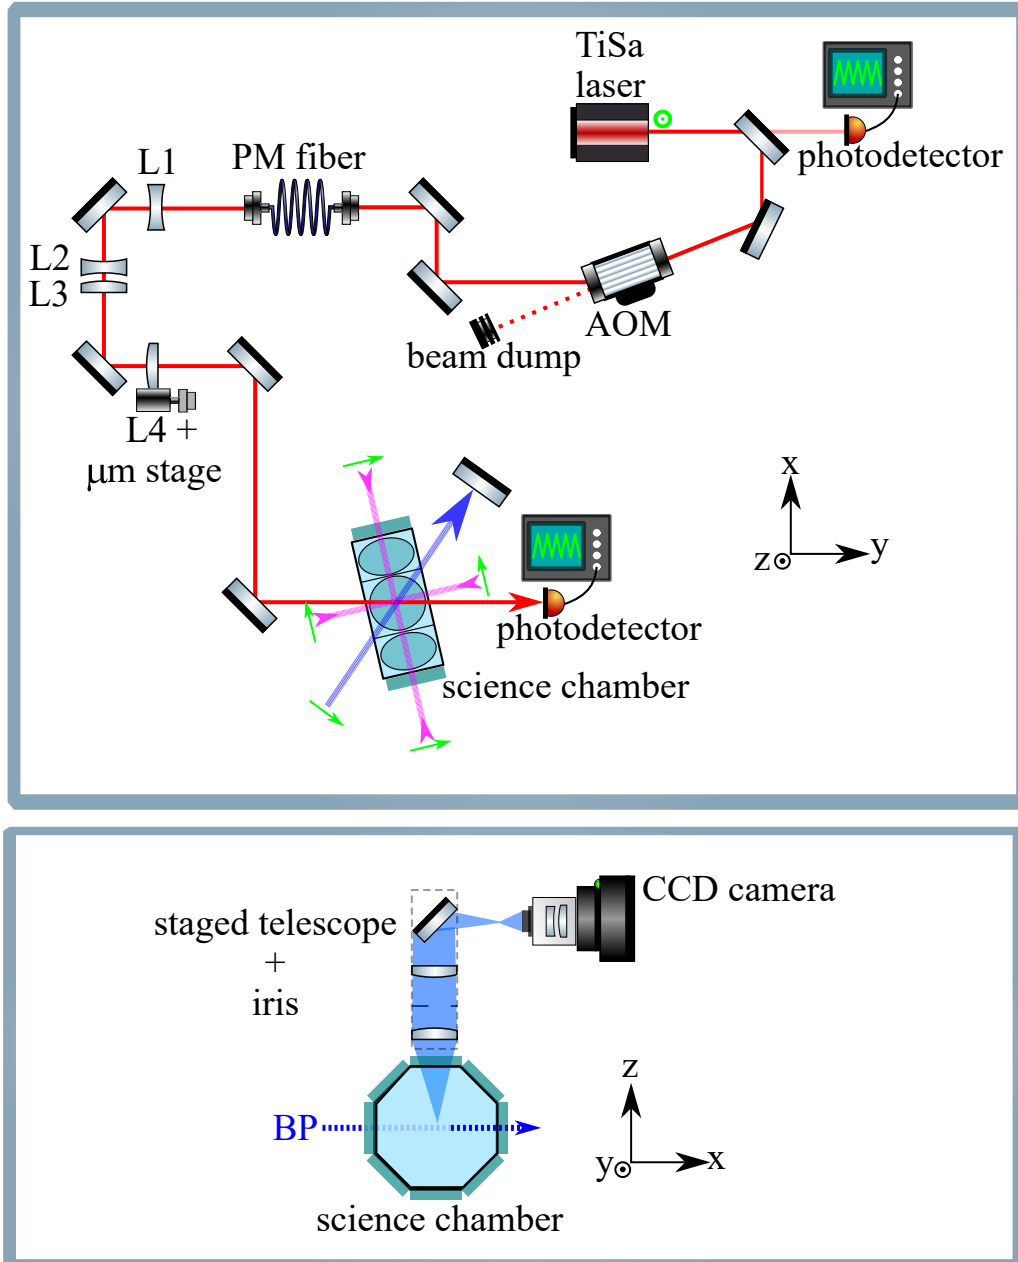 TiSa
laser
photodetector
PM fiber
L1
L2
L3
AOM
beam dump
L4 +
μm stage
x
y
z
photodetector
science chamber
CCD camera
staged telescope
+
iris
BP
z
x
y
science chamber